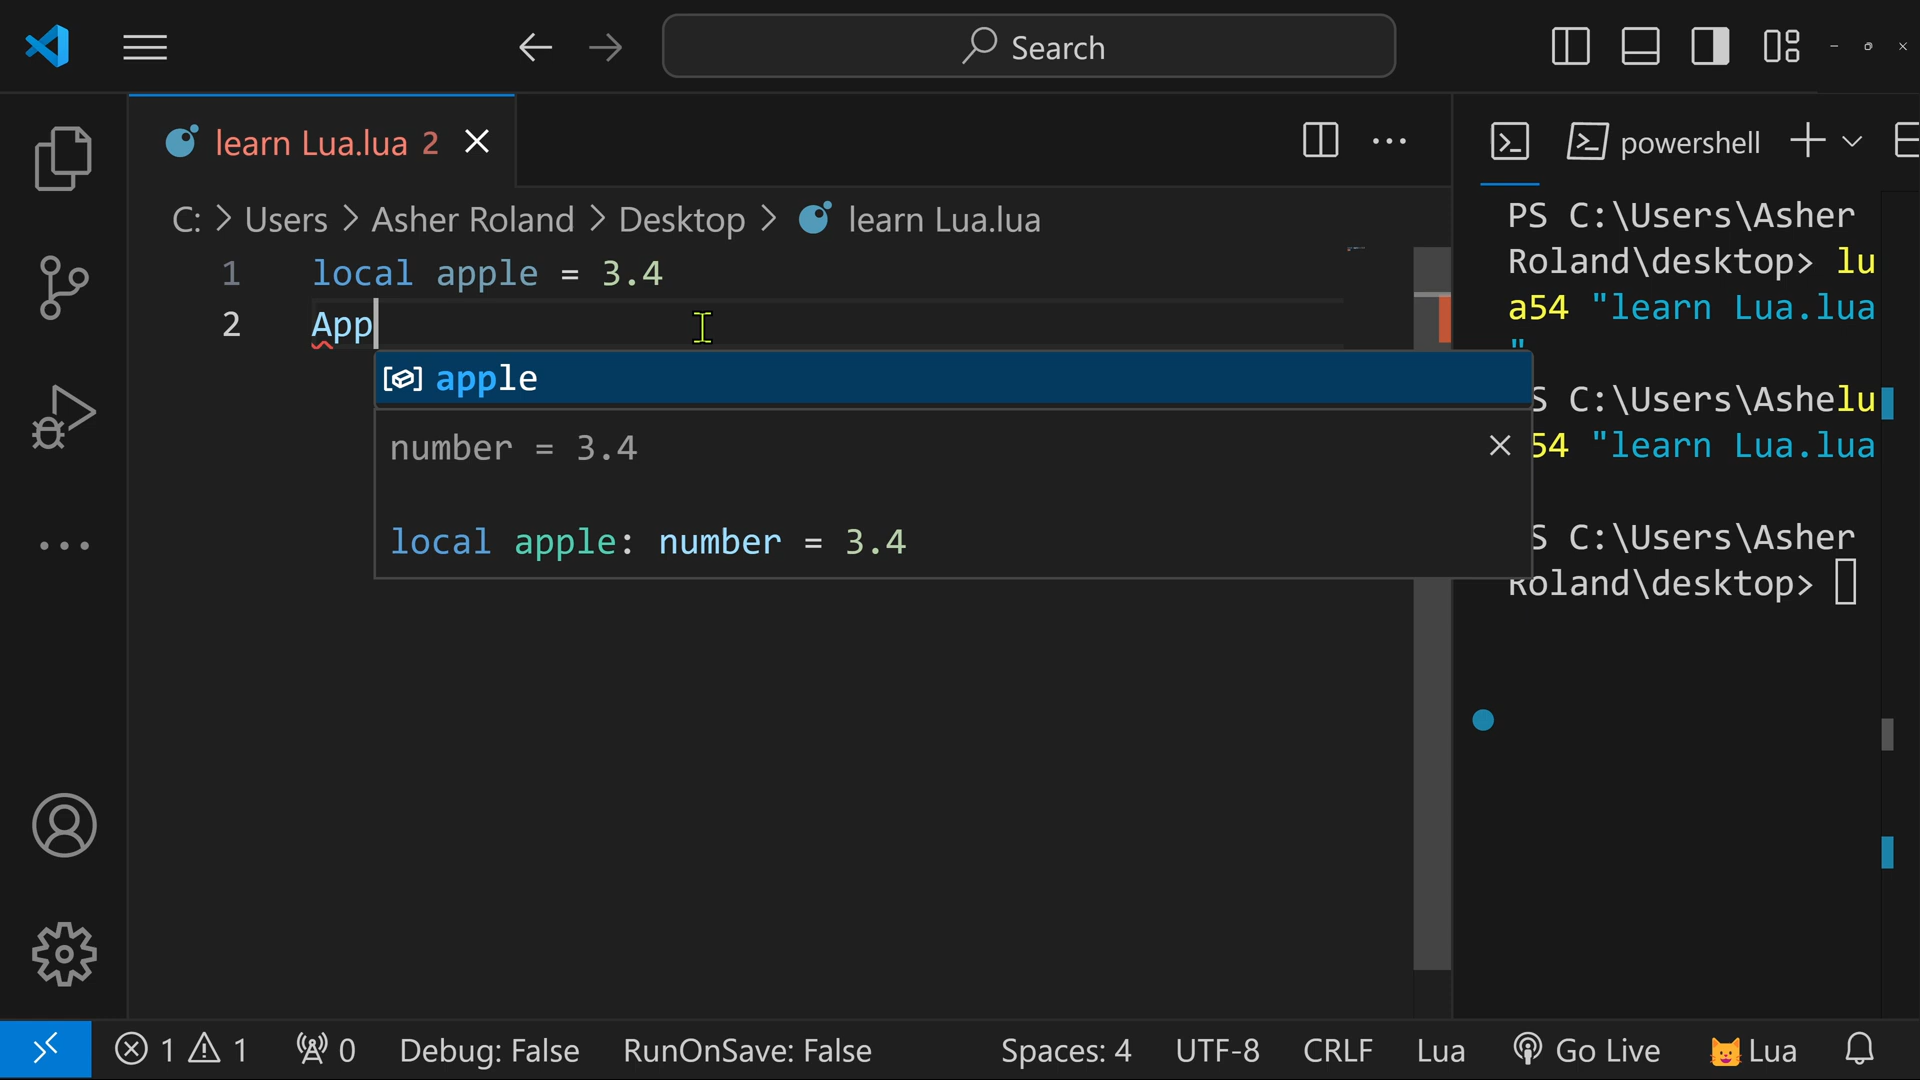 Search
learn Lua.lua 2
powershell
C: > Users > Asher Roland > Desktop > learn Lua.lua
1 local apple = 3.4
2 App
apple
number = 3.4
local apple: number = 3.4
PS C:\Users\Asher
Roland\desktop> lu
a54 "learn Lua.lua
"
S C:\Users\Ashelu
54 "learn Lua.lua
S C:\Users\Asher
Roland\desktop>
1 1 0 Debug: False RunOnSave: False Spaces: 4 UTF-8 CRLF Lua Go Live Lua